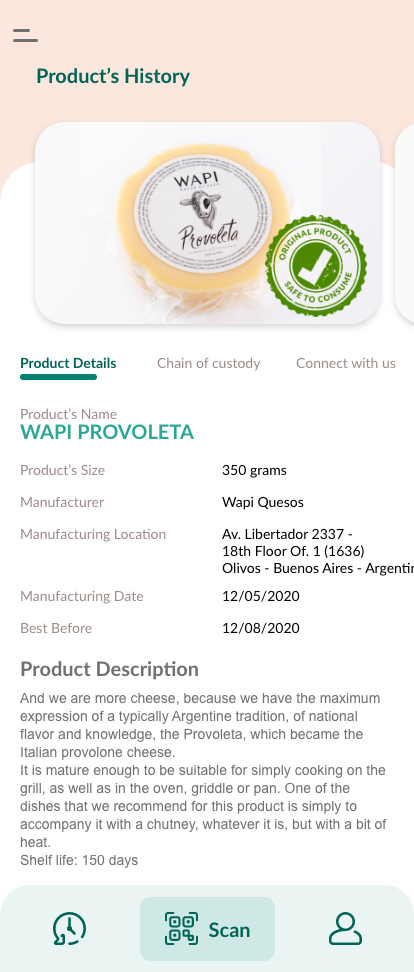 Product's History
WAPI
Provoleta
ORIGINAL PRODUCT
SAFE TO CONSUME
Product Details Chain of custody Connect with us
Product's Name
WAPI PROVOLETA
Product's Size 350 grams
Manufacturer Wapi Quesos
Manufacturing Location Av. Libertador 2337 -
18th Floor Of. 1 (1636)
Olivos - Buenos Aires - Argentin
Manufacturing Date 12/05/2020
Best Before 12/08/2020
Product Description
And we are more cheese, because we have the maximum
expression of a typically Argentine tradition, of national
flavor and knowledge, the Provoleta, which became the
Italian provolone cheese.
It is mature enough to be suitable for simply cooking on the
grill, as well as in the oven, griddle or pan. One of the
dishes that we recommend for this product is simply to
accompany it with a chutney, whatever it is, but with a bit of
heat.
Shelf life: 150 days
Scan